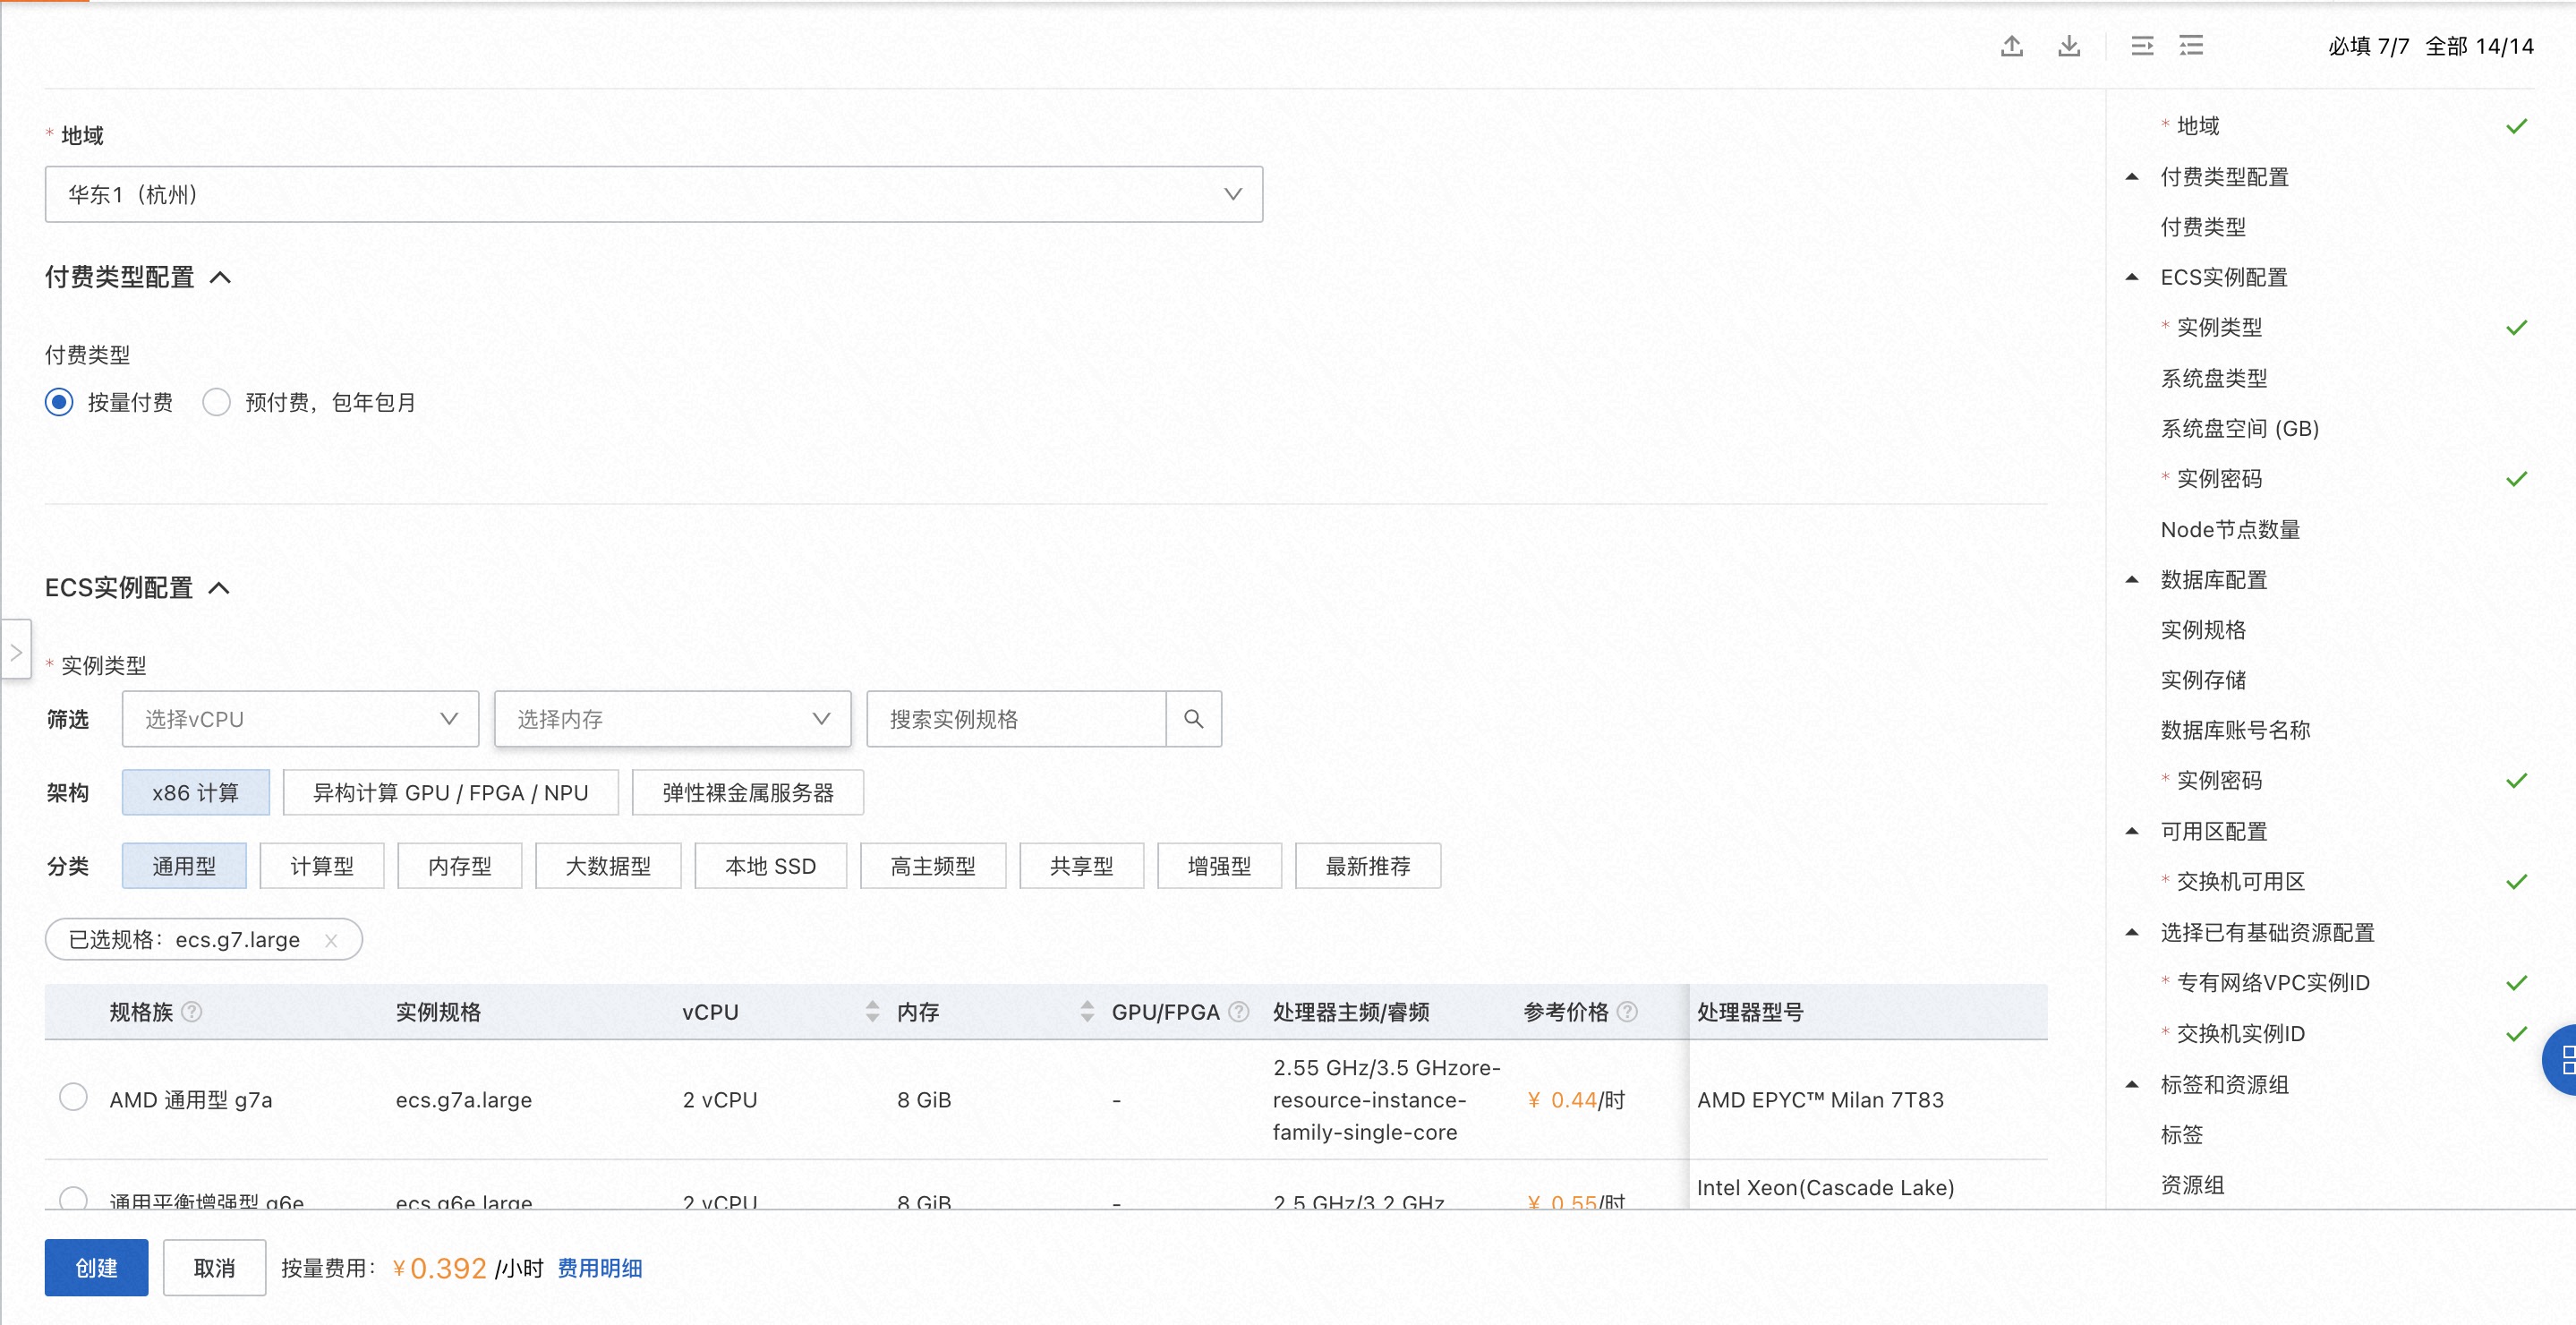 必填 7/7 全部 14/14
* 地域
华东1（杭州）
付费类型配置
付费类型
按量付费 预付费，包年包月
ECS实例配置
* 实例类型
筛选 选择vCPU 选择内存 搜索实例规格
架构 x86 计算 异构计算 GPU / FPGA / NPU 弹性裸金属服务器
分类 通用型 计算型 内存型 大数据型 本地 SSD 高主频型 共享型 增强型 最新推荐
已选规格：ecs.g7.large ×
规格族 实例规格 vCPU 内存 GPU/FPGA 处理器主频/睿频 参考价格 处理器型号
AMD 通用型 g7a ecs.g7a.large 2 vCPU 8 GiB - 2.55 GHz/3.5 GHzore-
resource-instance-
family-single-core
¥ 0.44/时 AMD EPYC™ Milan 7T83
通用平衡增强型 g6e ecs.g6e.large 2 vCPU 8 GiB - 2.5 GHz/3.2 GHz ¥ 0.55/时 Intel Xeon(Cascade Lake)
创建 取消 按量费用：¥0.392 /小时 费用明细
* 地域
付费类型配置
付费类型
ECS实例配置
* 实例类型
系统盘类型
系统盘空间 (GB)
* 实例密码
Node节点数量
数据库配置
实例规格
实例存储
数据库账号名称
* 实例密码
可用区配置
* 交换机可用区
选择已有基础资源配置
* 专有网络VPC实例ID
* 交换机实例ID
标签和资源组
标签
资源组